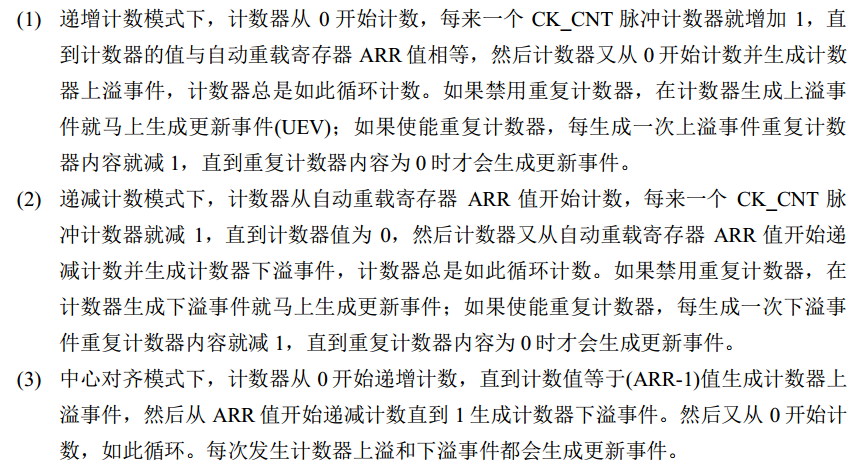 (1) 递增计数模式下，计数器从 0 开始计数，每来一个 CK_CNT 脉冲计数器就增加 1，直
到计数器的值与自动重载寄存器 ARR 值相等，然后计数器又从 0 开始计数并生成计数
器上溢事件，计数器总是如此循环计数。如果禁用重复计数器，在计数器生成上溢事
件就马上生成更新事件(UEV)；如果使能重复计数器，每生成一次上溢事件重复计数
器内容就减 1，直到重复计数器内容为 0 时才会生成更新事件。
(2) 递减计数模式下，计数器从自动重载寄存器 ARR 值开始计数，每来一个 CK_CNT 脉
冲计数器就减 1，直到计数器值为 0，然后计数器又从自动重载寄存器 ARR 值开始递
减计数并生成计数器下溢事件，计数器总是如此循环计数。如果禁用重复计数器，在
计数器生成下溢事件就马上生成更新事件；如果使能重复计数器，每生成一次下溢事
件重复计数器内容就减 1，直到重复计数器内容为 0 时才会生成更新事件。
(3) 中心对齐模式下，计数器从 0 开始递增计数，直到计数值等于(ARR-1)值生成计数器上
溢事件，然后从 ARR 值开始递减计数直到 1 生成计数器下溢事件。然后又从 0 开始计
数，如此循环。每次发生计数器上溢和下溢事件都会生成更新事件。